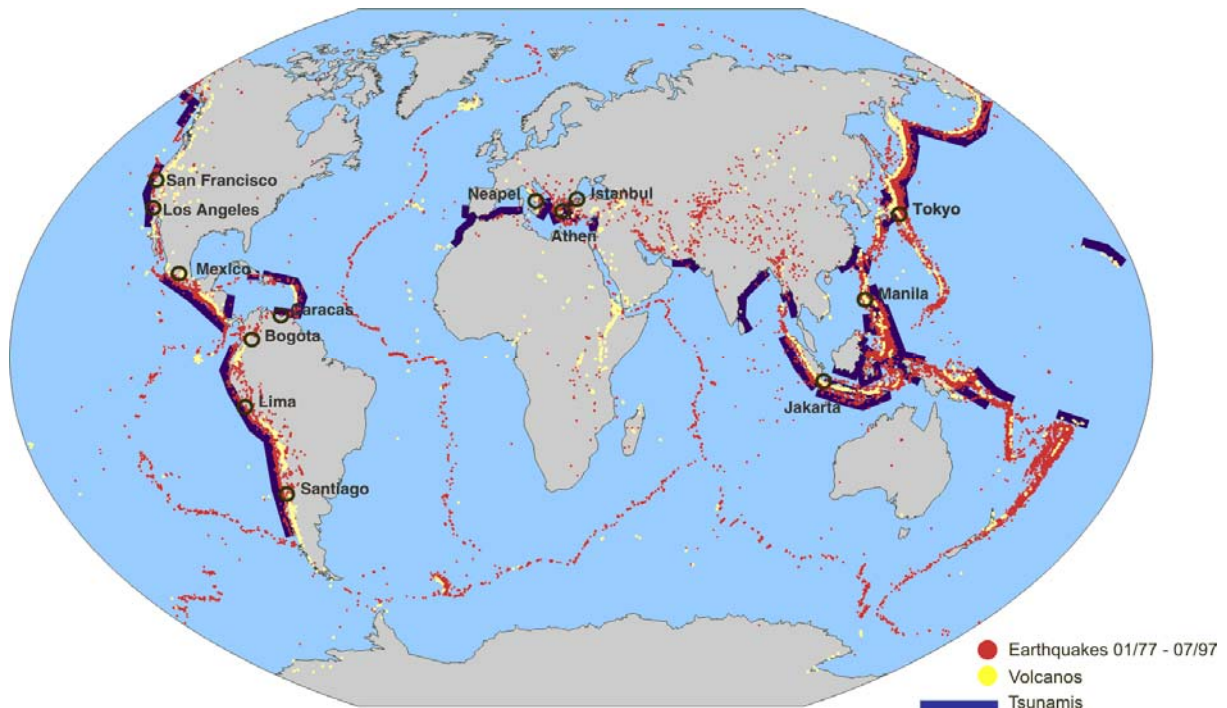 San Francisco
Los Angeles
Mexico
Caracas
Bogota
Lima
Santiago
Neapel
Istanbul
Athen
Tokyo
Manila
Jakarta
Earthquakes 01/77 - 07/97
Volcanos
Tsunamis